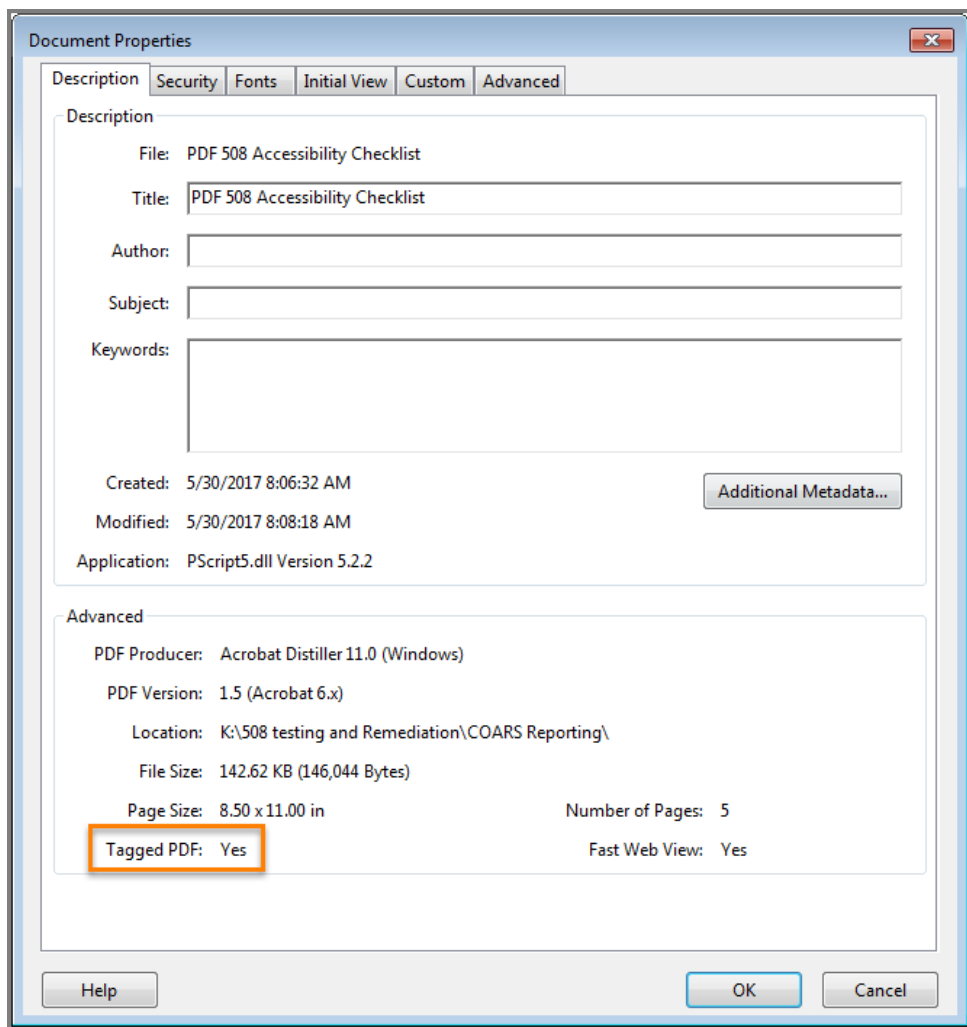 Document Properties
Description Security Fonts Initial View Custom Advanced
Description
File: PDF 508 Accessibility Checklist
Title: PDF 508 Accessibility Checklist
Author:
Subject:
Keywords:
Created: 5/30/2017 8:06:32 AM
Additional Metadata...
Modified: 5/30/2017 8:08:18 AM
Application: PScript5.dll Version 5.2.2
Advanced
PDF Producer: Acrobat Distiller 11.0 (Windows)
PDF Version: 1.5 (Acrobat 6.x)
Location: K:\508 testing and Remediation\COARS Reporting\
File Size: 142.62 KB (146,044 Bytes)
Page Size: 8.50 x 11.00 in Number of Pages: 5
Tagged PDF: Yes Fast Web View: Yes
Help OK Cancel